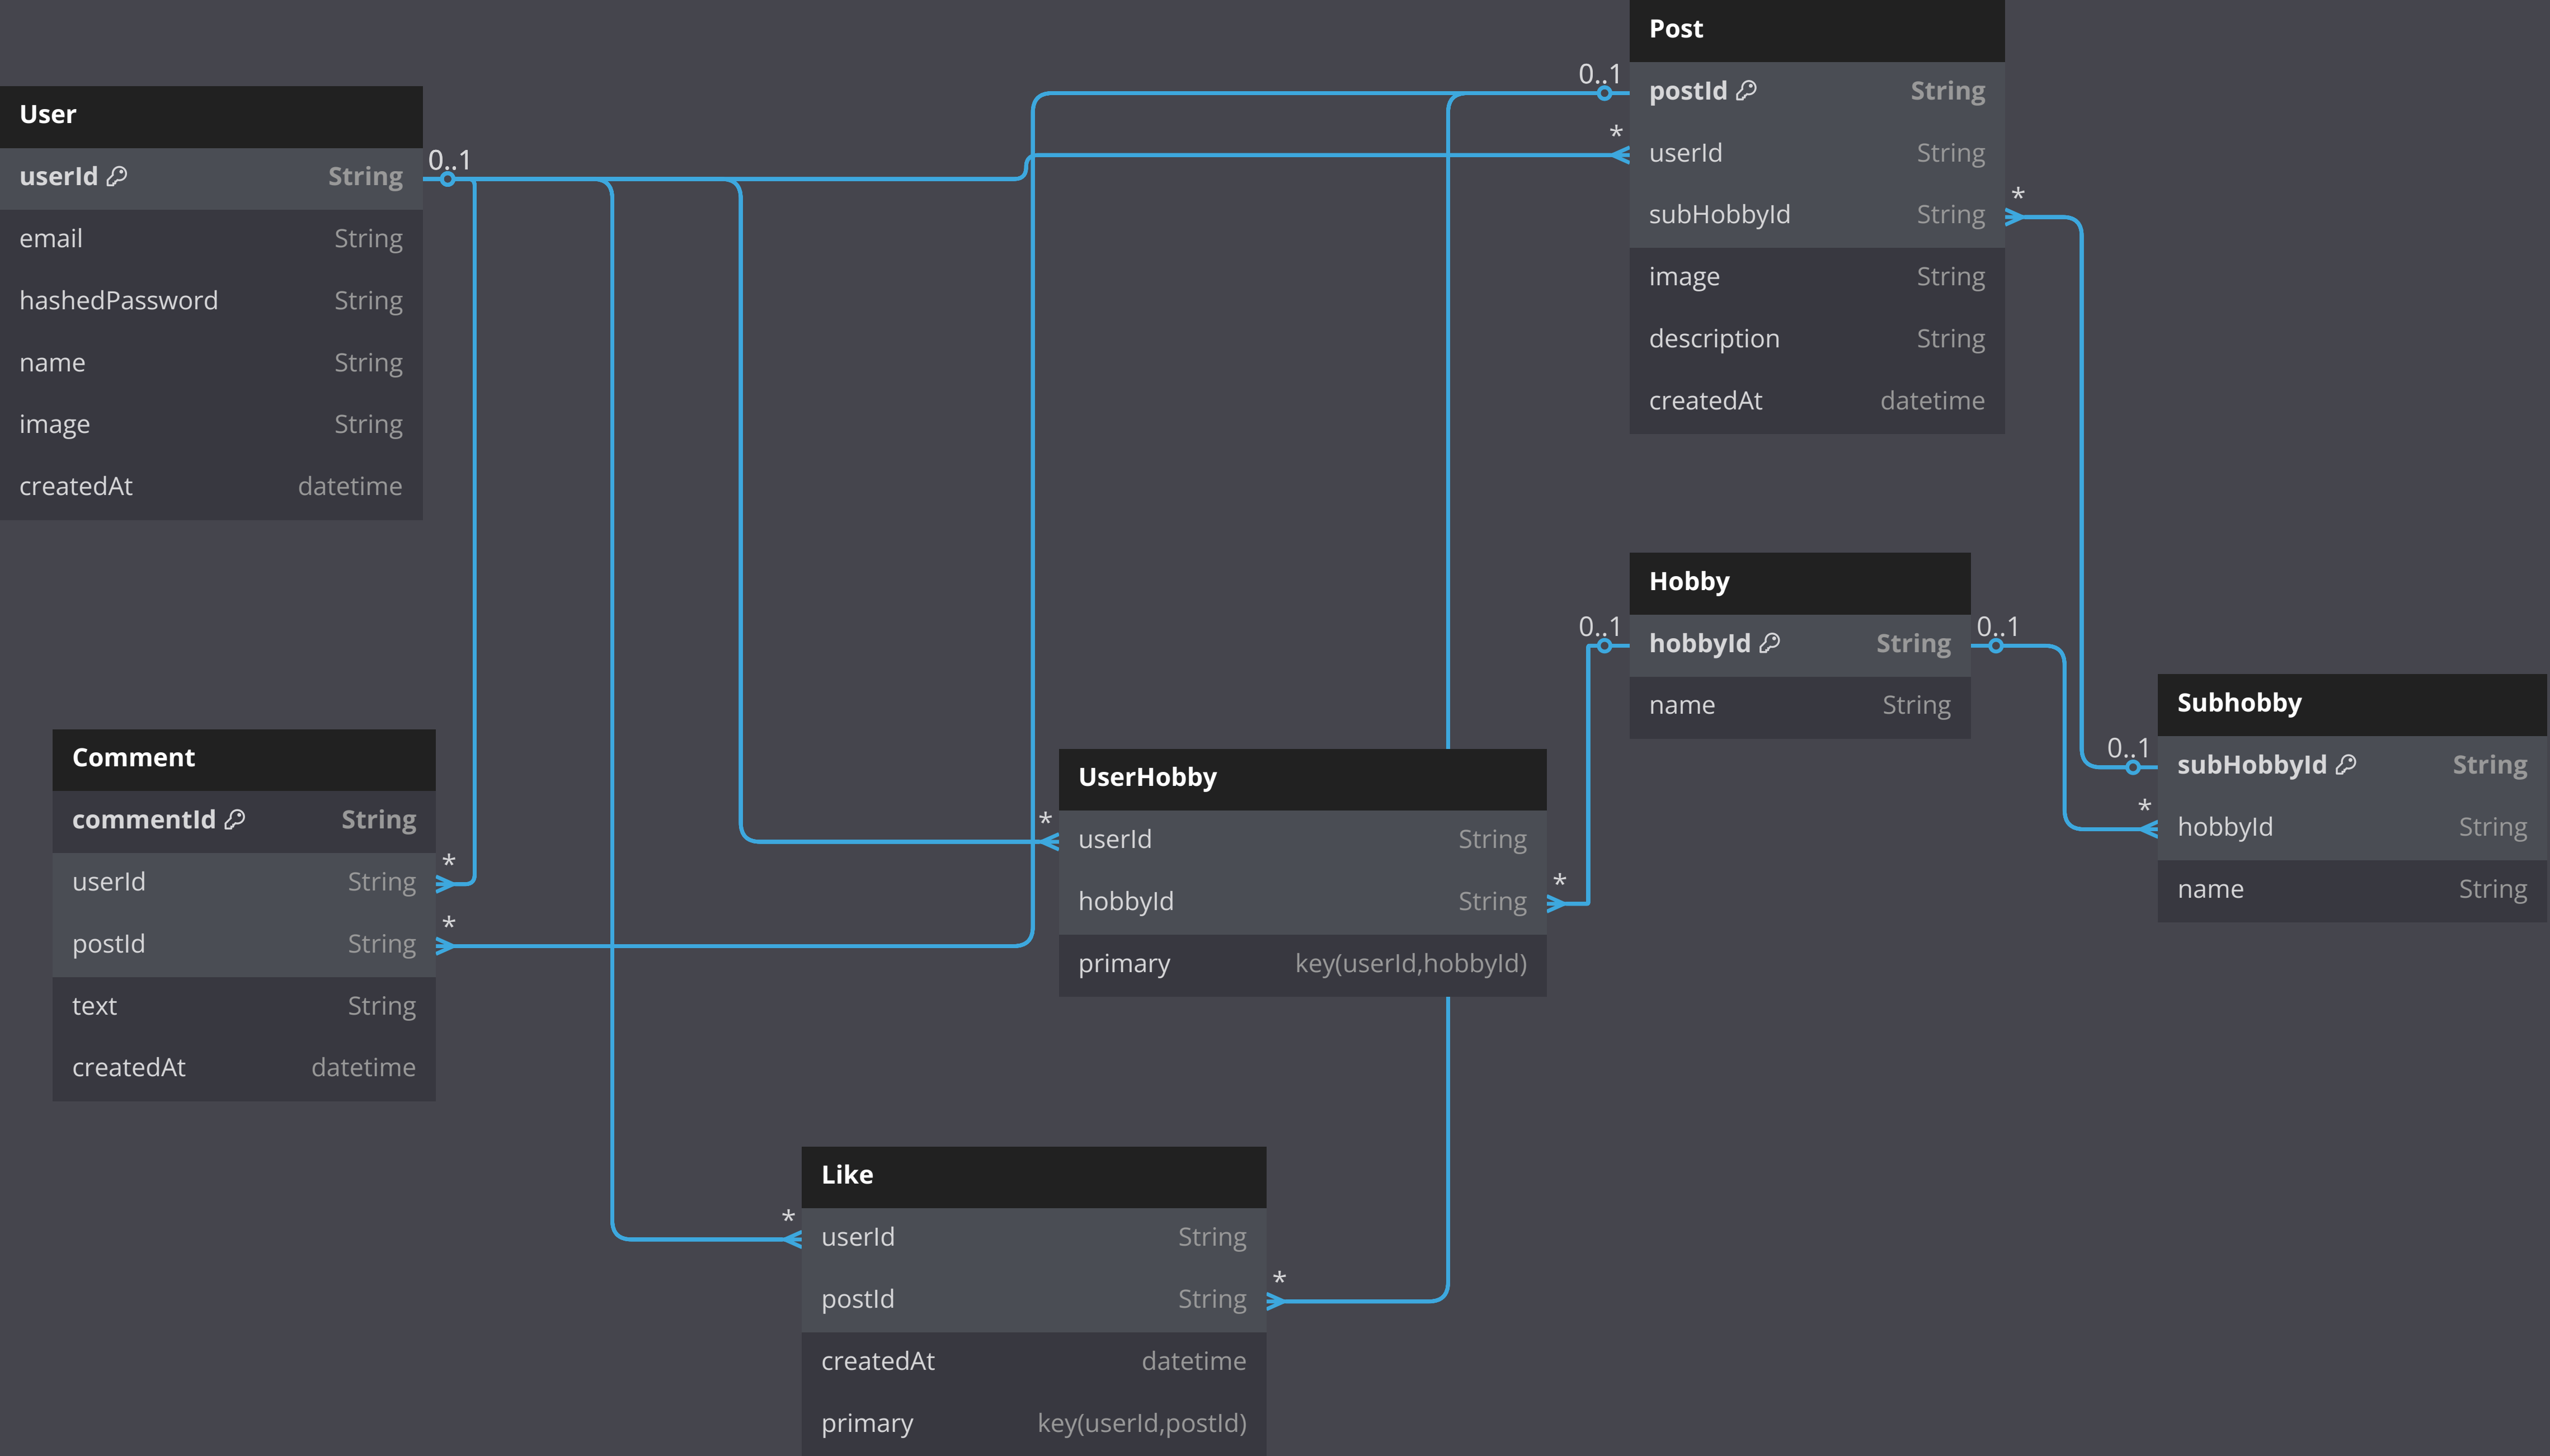 User
userId String
email String
hashedPassword String
name String
image String
createdAt datetime
0..1
Post
postId String
userId String
subHobbyId String
image String
description String
createdAt datetime
0..1
*
*
Hobby
hobbyId String
name String
0..1
0..1
Subhobby
subHobbyId String
hobbyId String
name String
0..1
*
Comment
commentId String
userId String
postId String
text String
createdAt datetime
*
*
UserHobby
userId String
hobbyId String
primary key(userId,hobbyId)
*
*
Like
userId String
postId String
createdAt datetime
primary key(userId,postId)
*
*